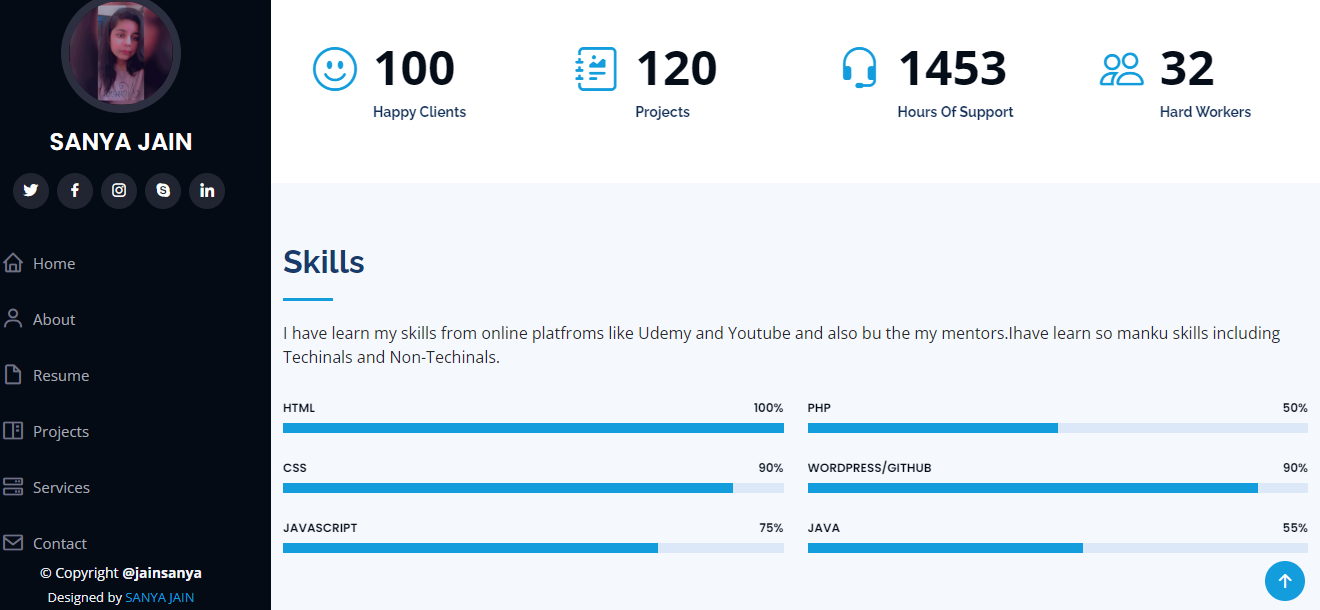 SANYA JAIN
Home
About
Resume
Projects
Services
Contact
© Copyright @jainsanya
Designed by SANYA JAIN
100
Happy Clients
120
Projects
1453
Hours Of Support
32
Hard Workers
Skills
I have learn my skills from online platfroms like Udemy and Youtube and also bu the my mentors.Ihave learn so manku skills including
Techinals and Non-Techinals.
HTML 100%
PHP 50%
CSS 90%
WORDPRESS/GITHUB 90%
JAVASCRIPT 75%
JAVA 55%